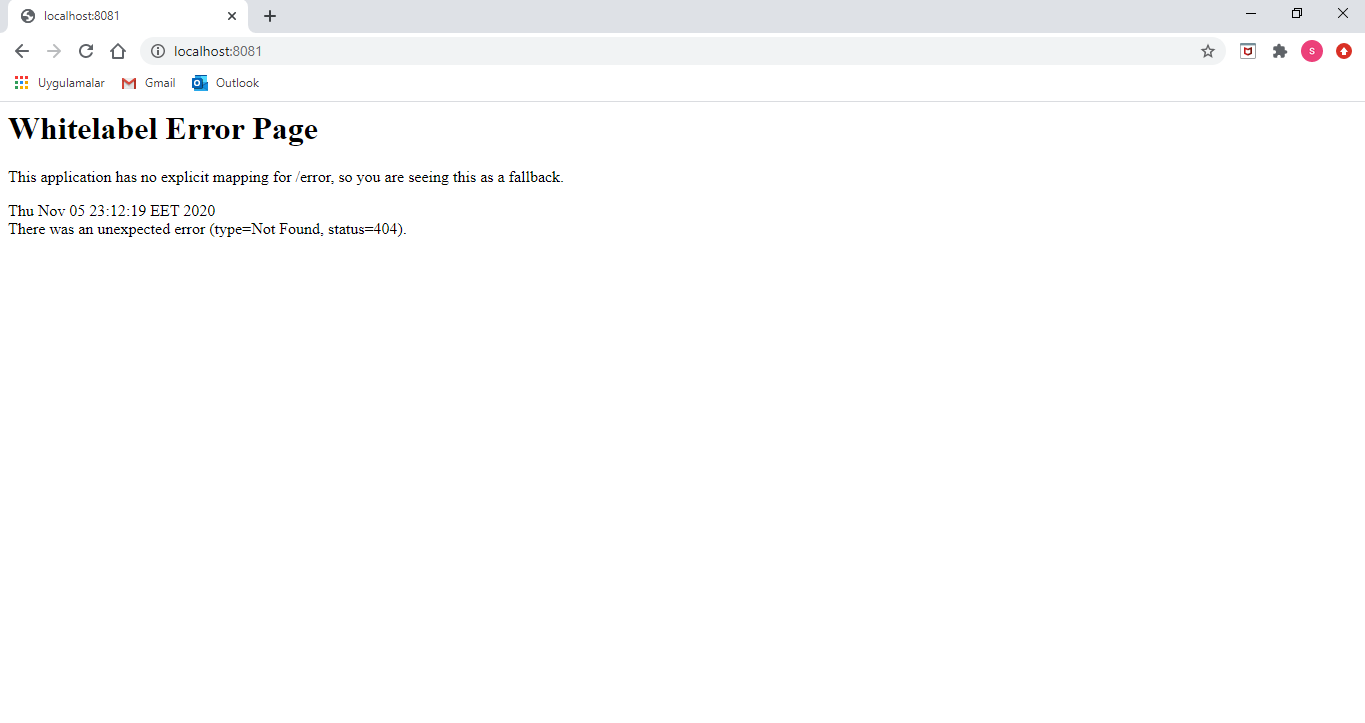 localhost:8081
localhost:8081
S
Uygulamalar Gmail Outlook
Whitelabel Error Page
This application has no explicit mapping for /error, so you are seeing this as a fallback.
Thu Nov 05 23:12:19 EET 2020
There was an unexpected error (type=Not Found, status=404).